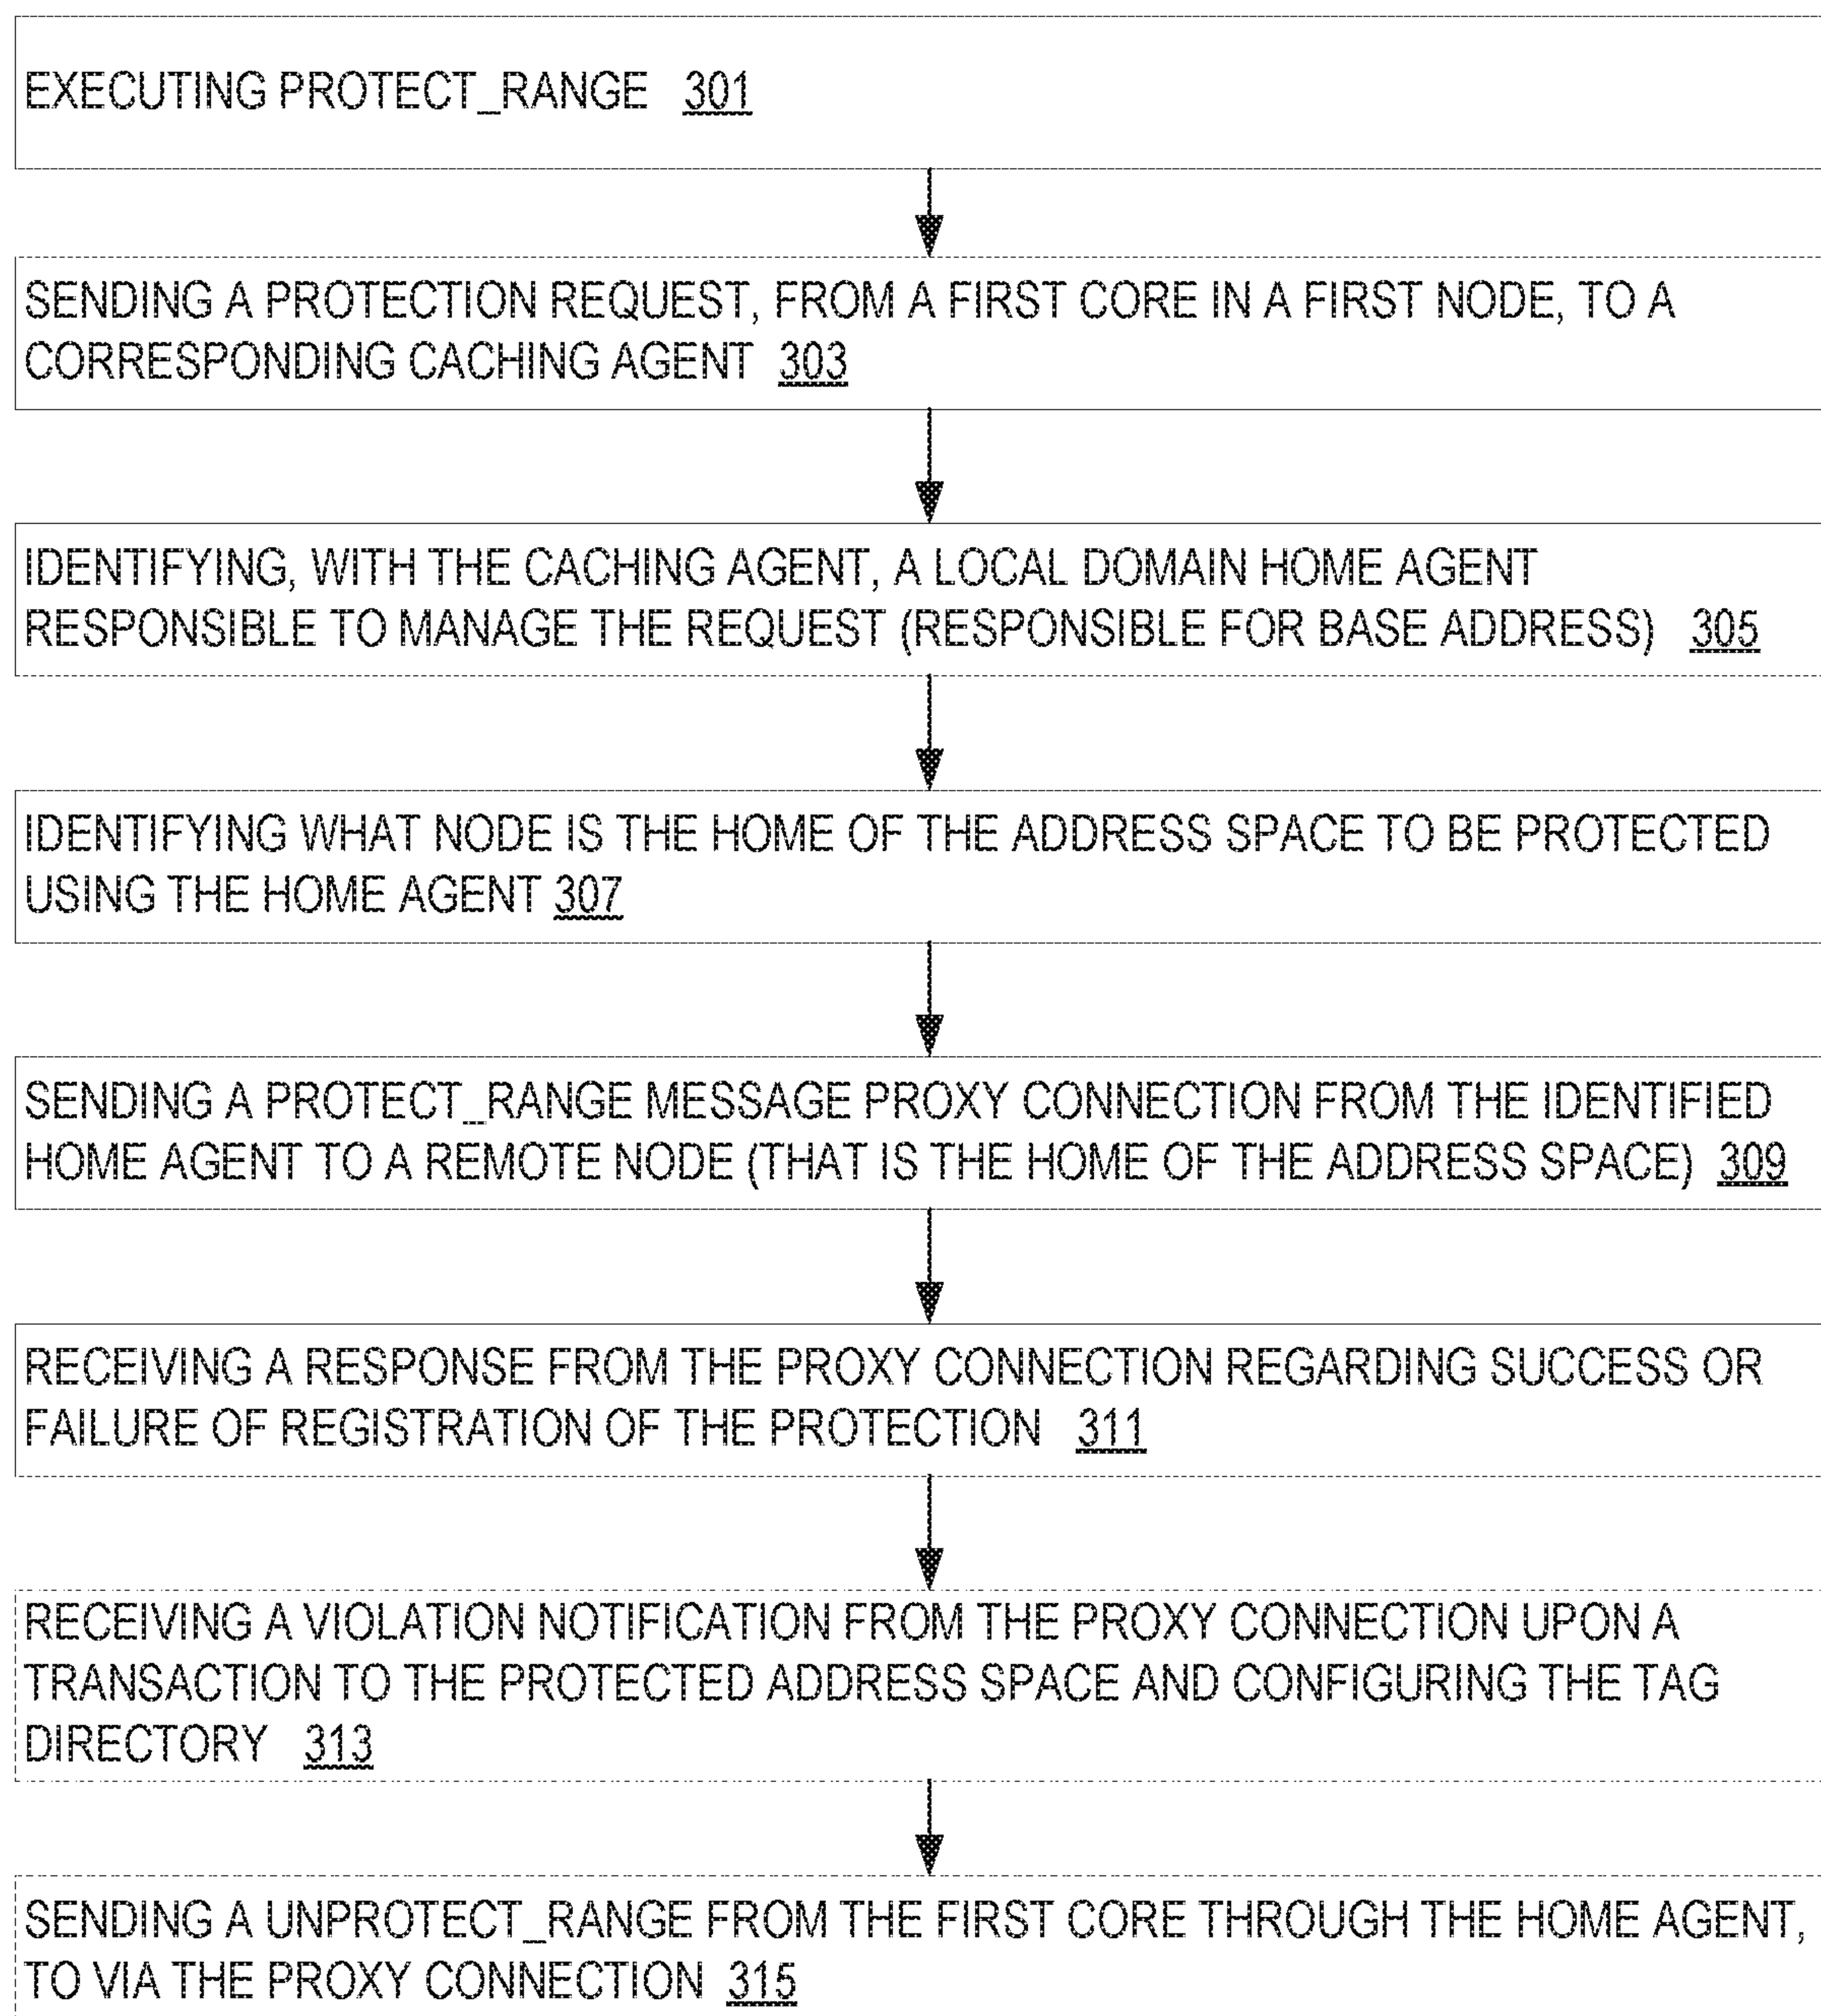 EXECUTING PROTECT_RANGE 301
SENDING A PROTECTION REQUEST, FROM A FIRST CORE IN A FIRST NODE, TO A
CORRESPONDING CACHING AGENT 303
IDENTIFYING, WITH THE CACHING AGENT, A LOCAL DOMAIN HOME AGENT
RESPONSIBLE TO MANAGE THE REQUEST (RESPONSIBLE FOR BASE ADDRESS) 305
IDENTIFYING WHAT NODE IS THE HOME OF THE ADDRESS SPACE TO BE PROTECTED
USING THE HOME AGENT 307
SENDING A PROTECT_RANGE MESSAGE PROXY CONNECTION FROM THE IDENTIFIED
HOME AGENT TO A REMOTE NODE (THAT IS THE HOME OF THE ADDRESS SPACE) 309
RECEIVING A RESPONSE FROM THE PROXY CONNECTION REGARDING SUCCESS OR
FAILURE OF REGISTRATION OF THE PROTECTION 311
RECEIVING A VIOLATION NOTIFICATION FROM THE PROXY CONNECTION UPON A
TRANSACTION TO THE PROTECTED ADDRESS SPACE AND CONFIGURING THE TAG
DIRECTORY 313
SENDING A UNPROTECT_RANGE FROM THE FIRST CORE THROUGH THE HOME AGENT,
TO VIA THE PROXY CONNECTION 315